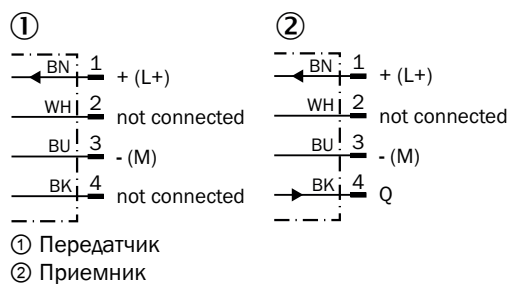 ①
BN 1 + (L+)
WH 2 not connected
BU 3 - (M)
BK 4 not connected
②
BN 1 + (L+)
WH 2 not connected
BU 3 - (M)
BK 4 Q
① Передатчик
② Приемник